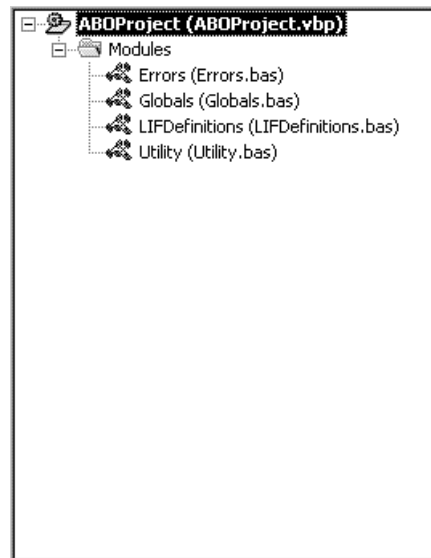 ABOProject (ABOProject.vbp)
Modules
Errors (Errors.bas)
Globals (Globals.bas)
LIFDefinitions (LIFDefinitions.bas)
Utility (Utility.bas)